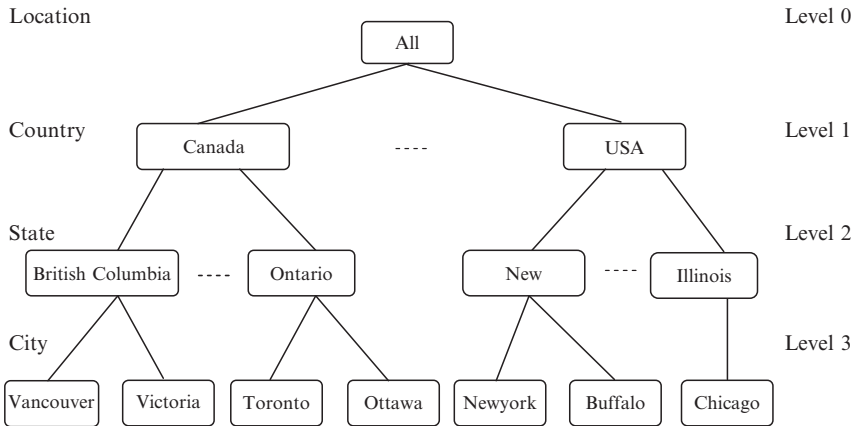 Location
Level 0
All
Country
Level 1
Canada
----
USA
State
Level 2
British Columbia
----
Ontario
New
----
Illinois
City
Level 3
Vancouver
Victoria
Toronto
Ottawa
Newyork
Buffalo
Chicago